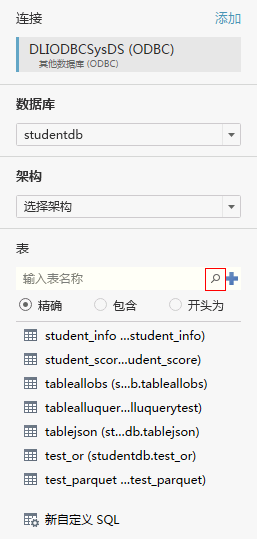 连接 添加
DLIODBCSysDS (ODBC)
其他数据库 (ODBC)
数据库
studentdb
架构
选择架构
表
输入表名称
精确 包含 开头为
student_info ...student_info)
student_scor...udent_score)
tableallobs (s...b.tableallobs)
tablealluquer...lluquerytest)
tablejson (st...db.tablejson)
test_or (studentdb.test_or)
test_parquet ...test_parquet)
新自定义 SQL